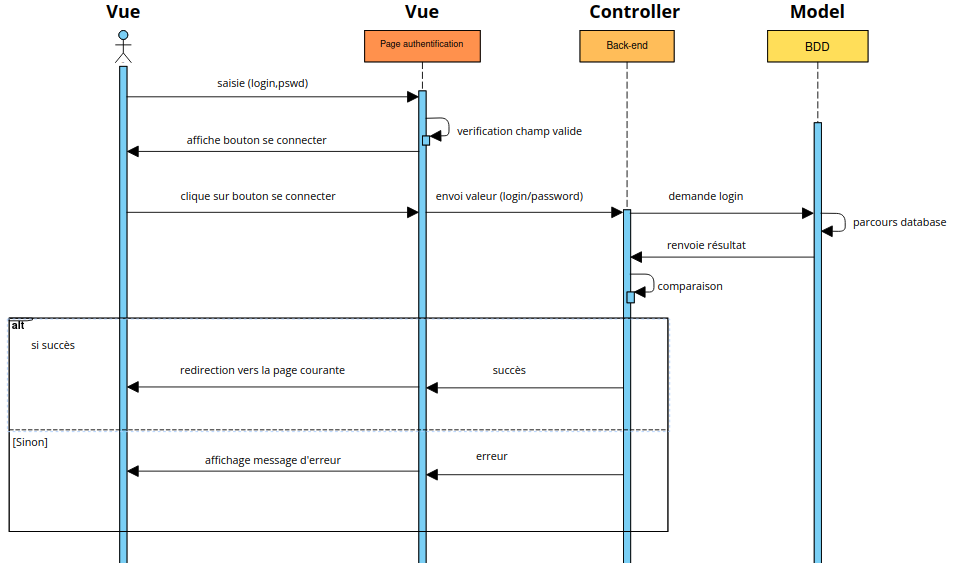 Vue Vue Controller Model
Page authentification Back-end BDD
saisie (login,pswd)
verification champ valide
affiche bouton se connecter
clique sur bouton se connecter envoi valeur (login/password) demande login
parcours database
renvoie résultat
comparaison
alt
si succès
redirection vers la page courante succès
[Sinon]
affichage message d'erreur erreur